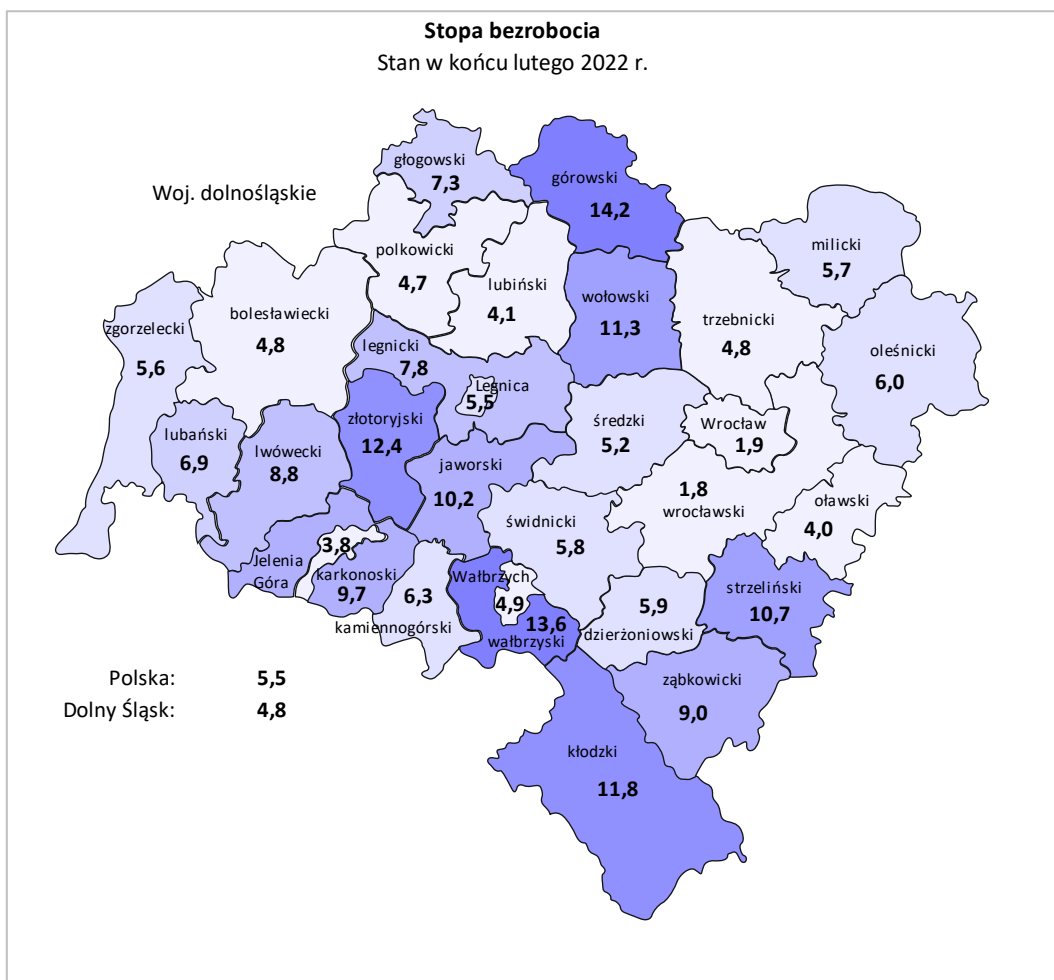 Stopa bezrobocia
Stan w końcu lutego 2022 r.
Woj. dolnośląskie
głogowski
7,3
górowski
14,2
milicki
5,7
polkowicki
4,7
lubiński
4,1
wołowski
11,3
trzebnicki
4,8
zgorzelecki
5,6
bolesławiecki
4,8
legnicki
7,8
Legnica
5,5
oleśnicki
6,0
lubański
6,9
lwówecki
8,8
złotoryjski
12,4
jaworski
10,2
średzki
5,2
Wrocław
1,9
1,8
wrocławski
oławski
4,0
świdnicki
5,8
Jelenia
Góra
3,8
karkonoski
9,7
6,3
kamiennogórski
Wałbrzych
4,9
13,6
wałbrzyski
5,9
dzierżoniowski
strzeliński
10,7
ząbkowicki
9,0
kłodzki
11,8
Polska: 5,5
Dolny Śląsk: 4,8